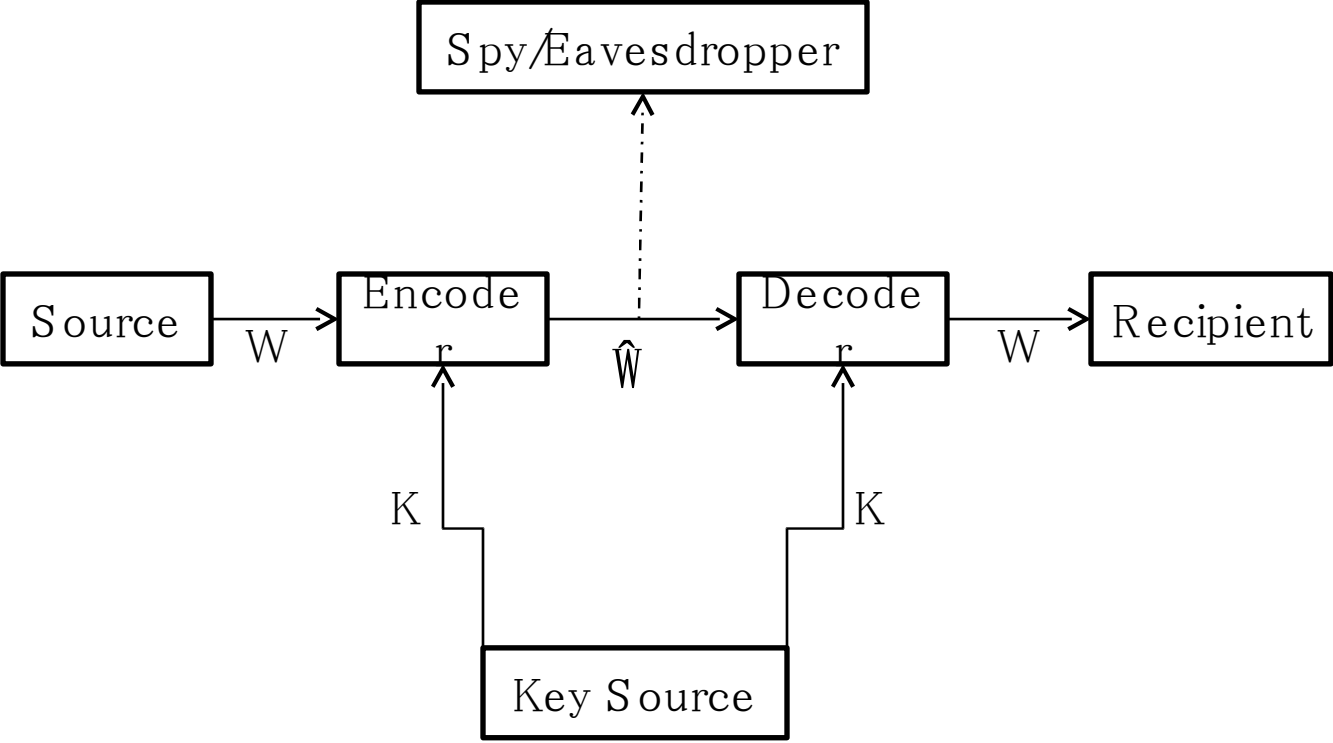 Spy/Eavesdropper
Source
W
Encode
r
Ŵ
Decode
r
W
Recipient
K
K
Key Source